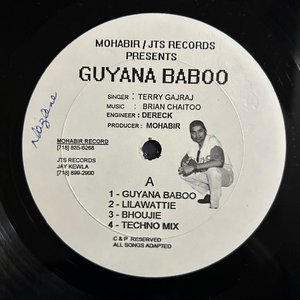 MOHABIR / JTS RECORDS
PRESENTS
GUYANA BABOO
SINGER : TERRY GAJRAJ
MUSIC : BRIAN CHAITOO
ENGINEER : DERECK
PRODUCER : MOHABIR
MOHABIR RECORD
[718] 835-6268
JTS RECORDS
JAY KEWLA
[718] 899-2900
A
1 - GUYANA BABOO
2 - LILAWATTIE
3 - BHOUJIE
4 - TECHNO MIX
C & P RESERVED
ALL SONGS ADAPTED